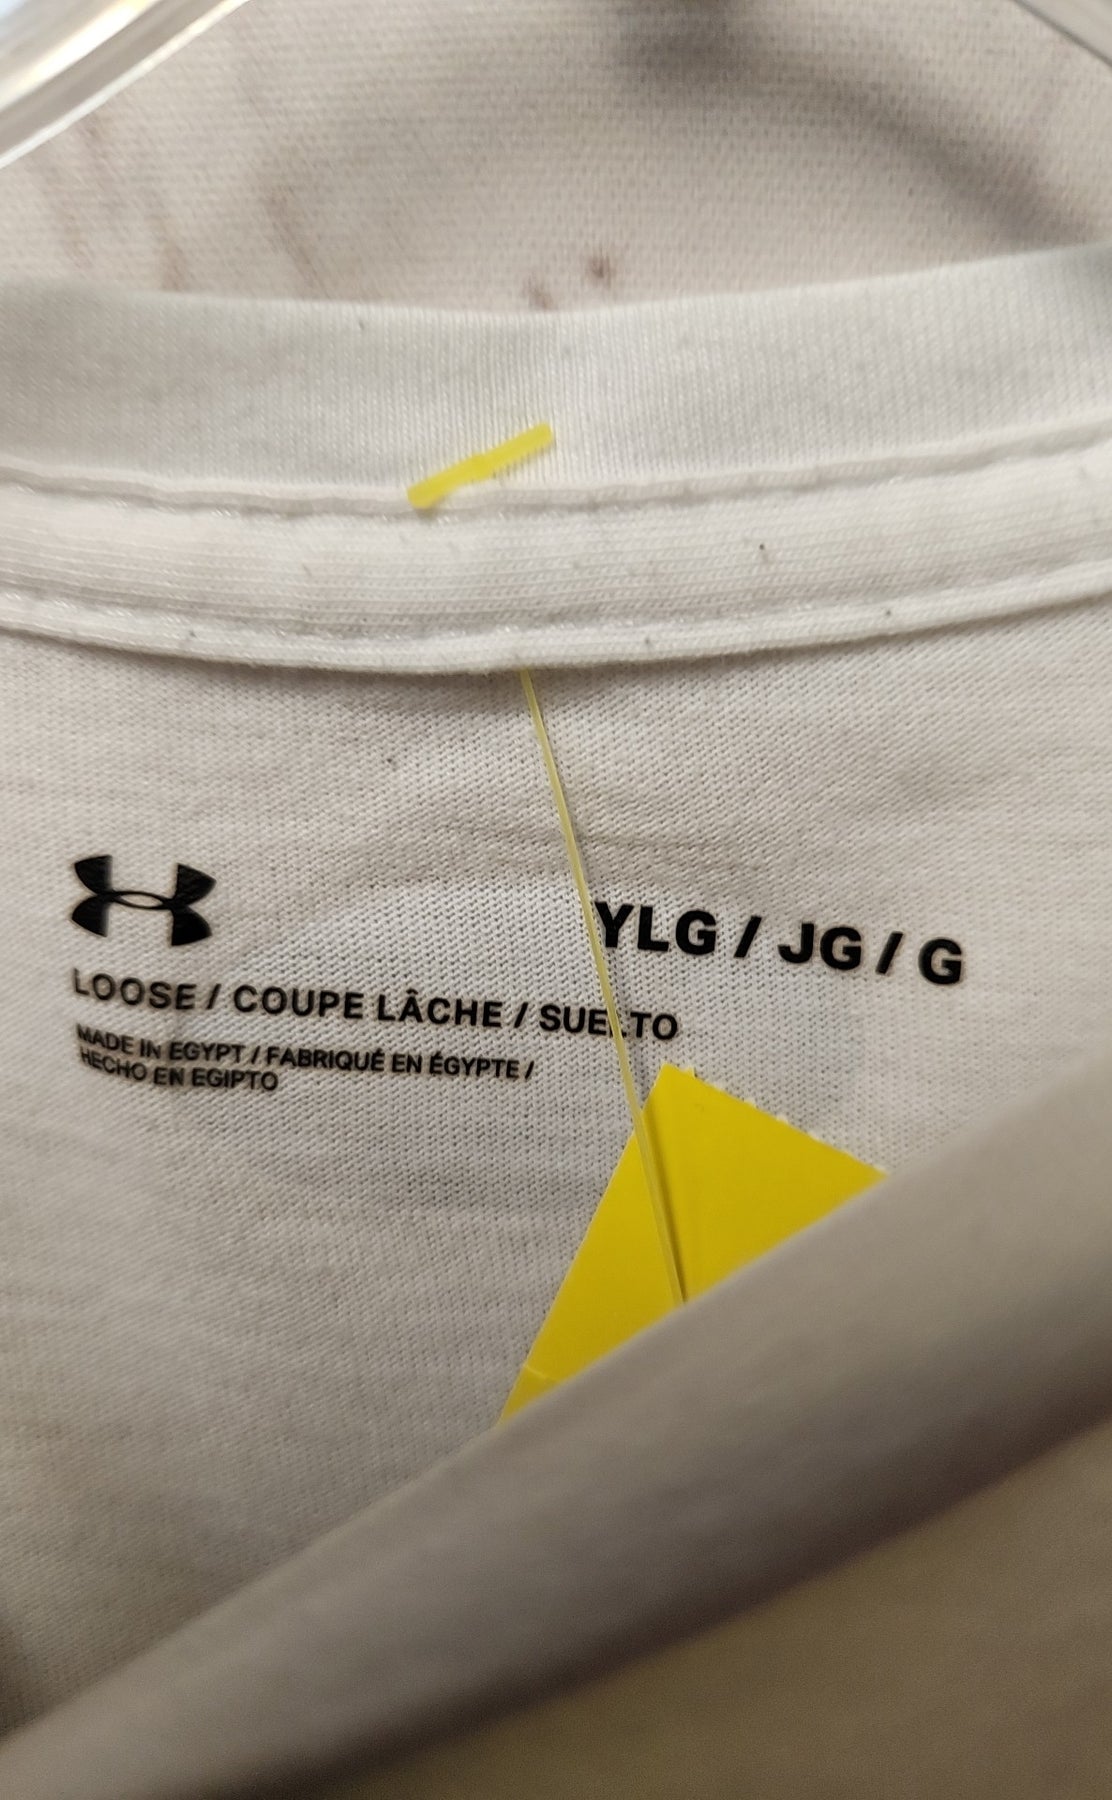 YLG / JG / G
LOOSE / COUPE LÂCHE / SUELTO
MADE IN EGYPT / FABRIQUÉ EN ÉGYPTE /
HECHO EN EGIPTO